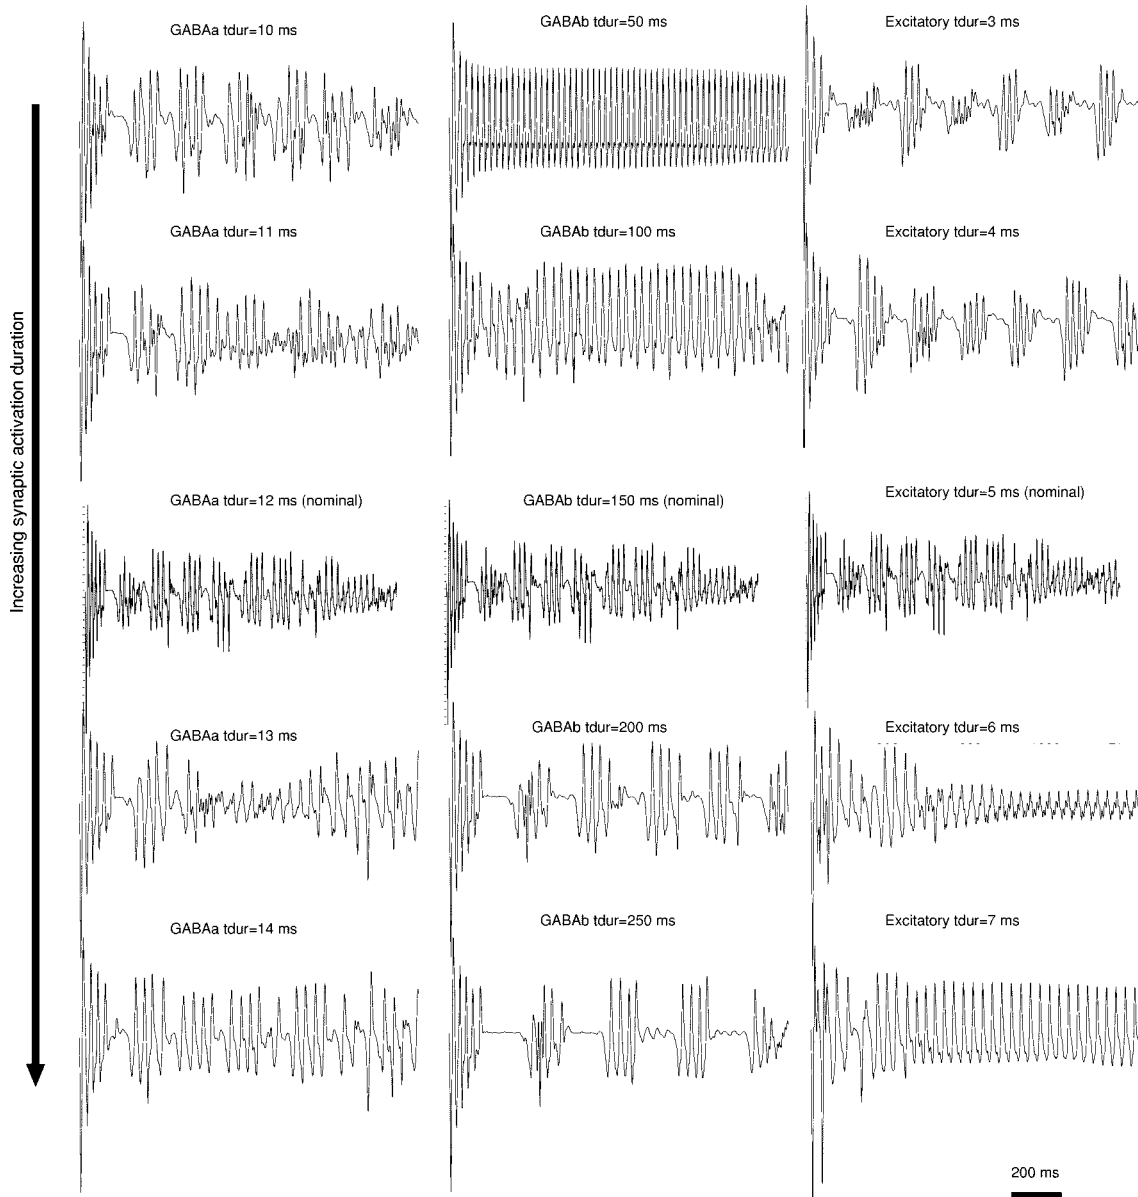 GABAa tdur=10 ms
GABAb tdur=50 ms
Excitatory tdur=3 ms
GABAa tdur=11 ms
GABAb tdur=100 ms
Excitatory tdur=4 ms
Increasing synaptic activation duration
GABAa tdur=12 ms (nominal)
GABAb tdur=150 ms (nominal)
Excitatory tdur=5 ms (nominal)
GABAa tdur=13 ms
GABAb tdur=200 ms
Excitatory tdur=6 ms
GABAa tdur=14 ms
GABAb tdur=250 ms
Excitatory tdur=7 ms
200 ms